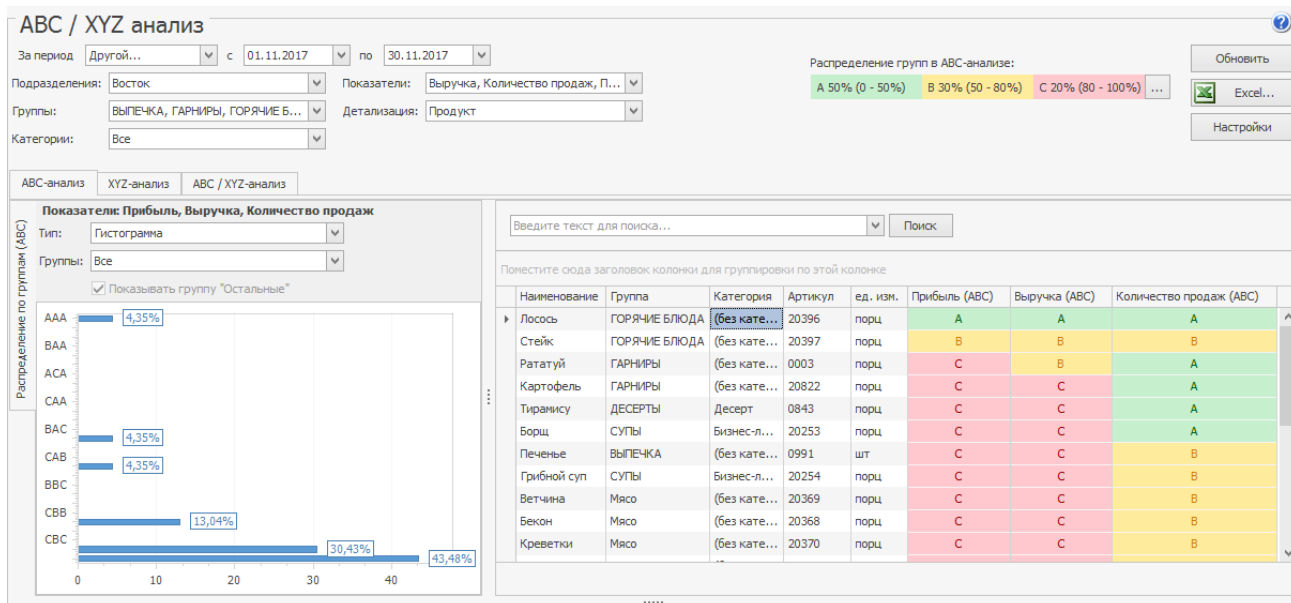 ABC / XYZ анализ
За период Другой... с 01.11.2017 по 30.11.2017
Подразделения: Восток Показатели: Выручка, Количество продаж, П...
Группы: ВЫПЕЧКА, ГАРНИРЫ, ГОРЯЧИЕ Б... Детализация: Продукт
Категории: Все
Распределение групп в ABC-анализе:
A 50% (0 - 50%) B 30% (50 - 80%) C 20% (80 - 100%) ...
Обновить
Excel...
Настройки
ABC-анализ XYZ-анализ ABC / XYZ-анализ
Распределение по группам (ABC)
Показатели: Прибыль, Выручка, Количество продаж
Тип: Гистограмма
Группы: Все
Показывать группу "Остальные"
AAA 4,35%
BAA
ACA
CAA
BAC 4,35%
CAB 4,35%
BBC
CBB 13,04%
CBC 30,43%
43,48%
0 10 20 30 40
Введите текст для поиска... Поиск
Поместите сюда заголовок колонки для группировки по этой колонке
Наименование Группа Категория Артикул ед. изм. Прибыль (ABC) Выручка (ABC) Количество продаж (ABC)
Лосось ГОРЯЧИЕ БЛЮДА (без кате... 20396 порц A A A
Стейк ГОРЯЧИЕ БЛЮДА (без кате... 20397 порц B B B
Рататуй ГАРНИРЫ (без кате... 0003 порц C B A
Картофель ГАРНИРЫ (без кате... 20822 порц C C A
Тирамису ДЕСЕРТЫ Десерт 0843 порц C C A
Борщ СУПЫ Бизнес-л... 20253 порц C C A
Печенье ВЫПЕЧКА (без кате... 0991 шт C C B
Грибной суп СУПЫ Бизнес-л... 20254 порц C C B
Ветчина Мясо (без кате... 20369 порц C C B
Бекон Мясо (без кате... 20368 порц C C B
Креветки Мясо (без кате... 20370 порц C C B